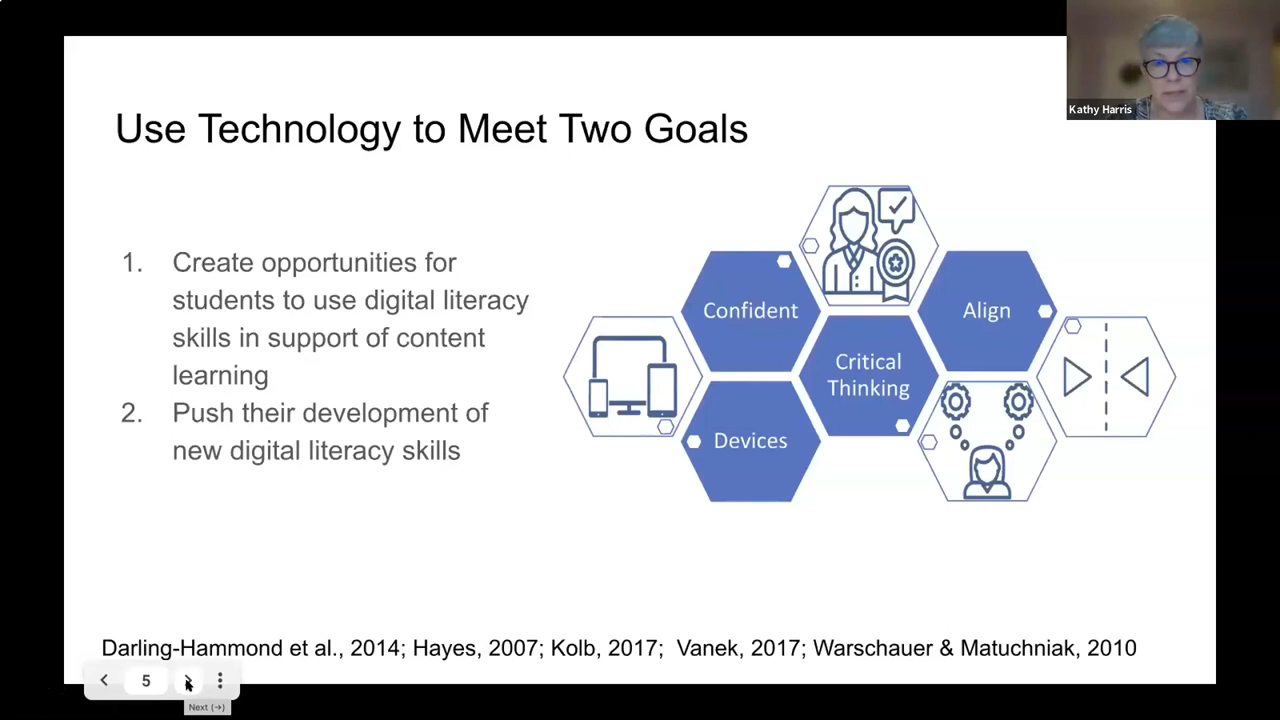 Kathy Harris
Use Technology to Meet Two Goals
1. Create opportunities for
students to use digital literacy
skills in support of content
learning
2. Push their development of
new digital literacy skills
Confident
Align
Critical
Thinking
Devices
Darling-Hammond et al., 2014; Hayes, 2007; Kolb, 2017; Vanek, 2017; Warschauer & Matuchniak, 2010
5
Next (→)